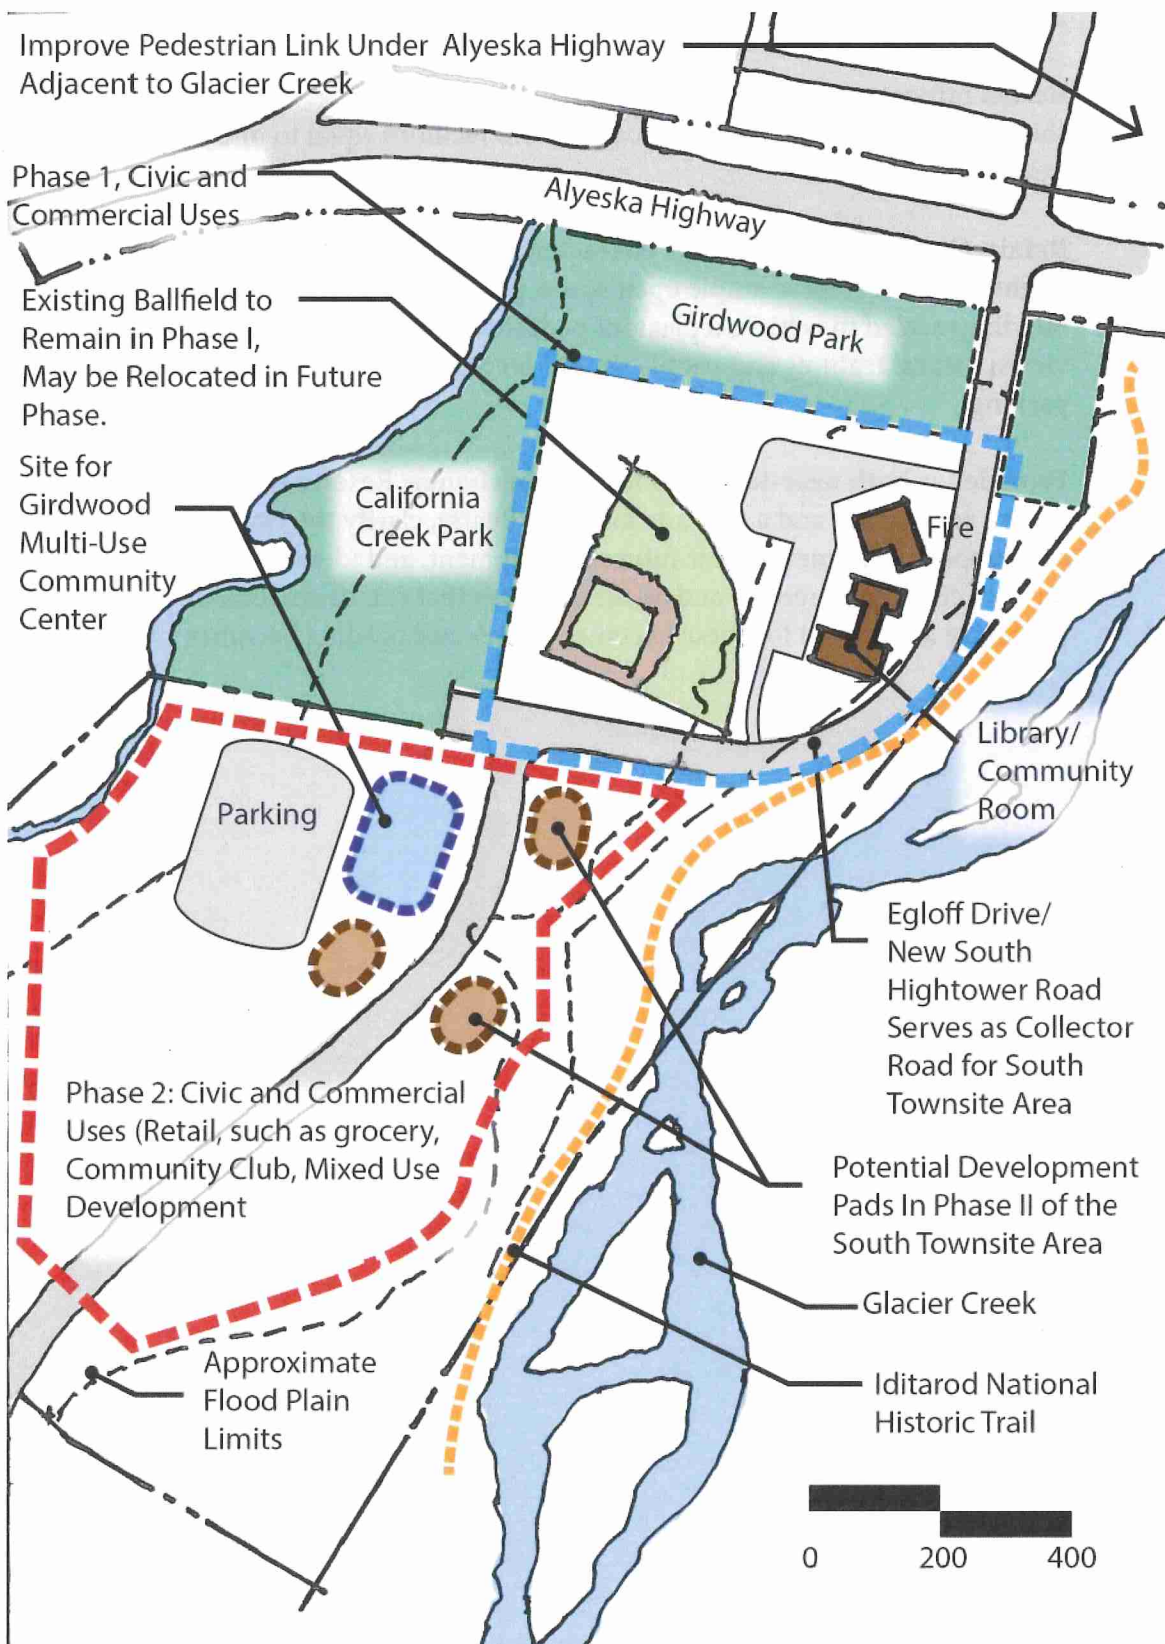 Improve Pedestrian Link Under Alyeska Highway
Adjacent to Glacier Creek
Phase 1, Civic and
Commercial Uses
Alyeska Highway
Existing Ballfield to
Remain in Phase I,
May be Relocated in Future
Phase.
Girdwood Park
Site for
Girdwood
Multi-Use
Community
Center
California
Creek Park
Fire
Library/
Community
Room
Parking
Egloff Drive/
New South
Hightower Road
Serves as Collector
Road for South
Townsite Area
Phase 2: Civic and Commercial
Uses (Retail, such as grocery,
Community Club, Mixed Use
Development
Potential Development
Pads In Phase II of the
South Townsite Area
Glacier Creek
Approximate
Flood Plain
Limits
Iditarod National
Historic Trail
0 200 400